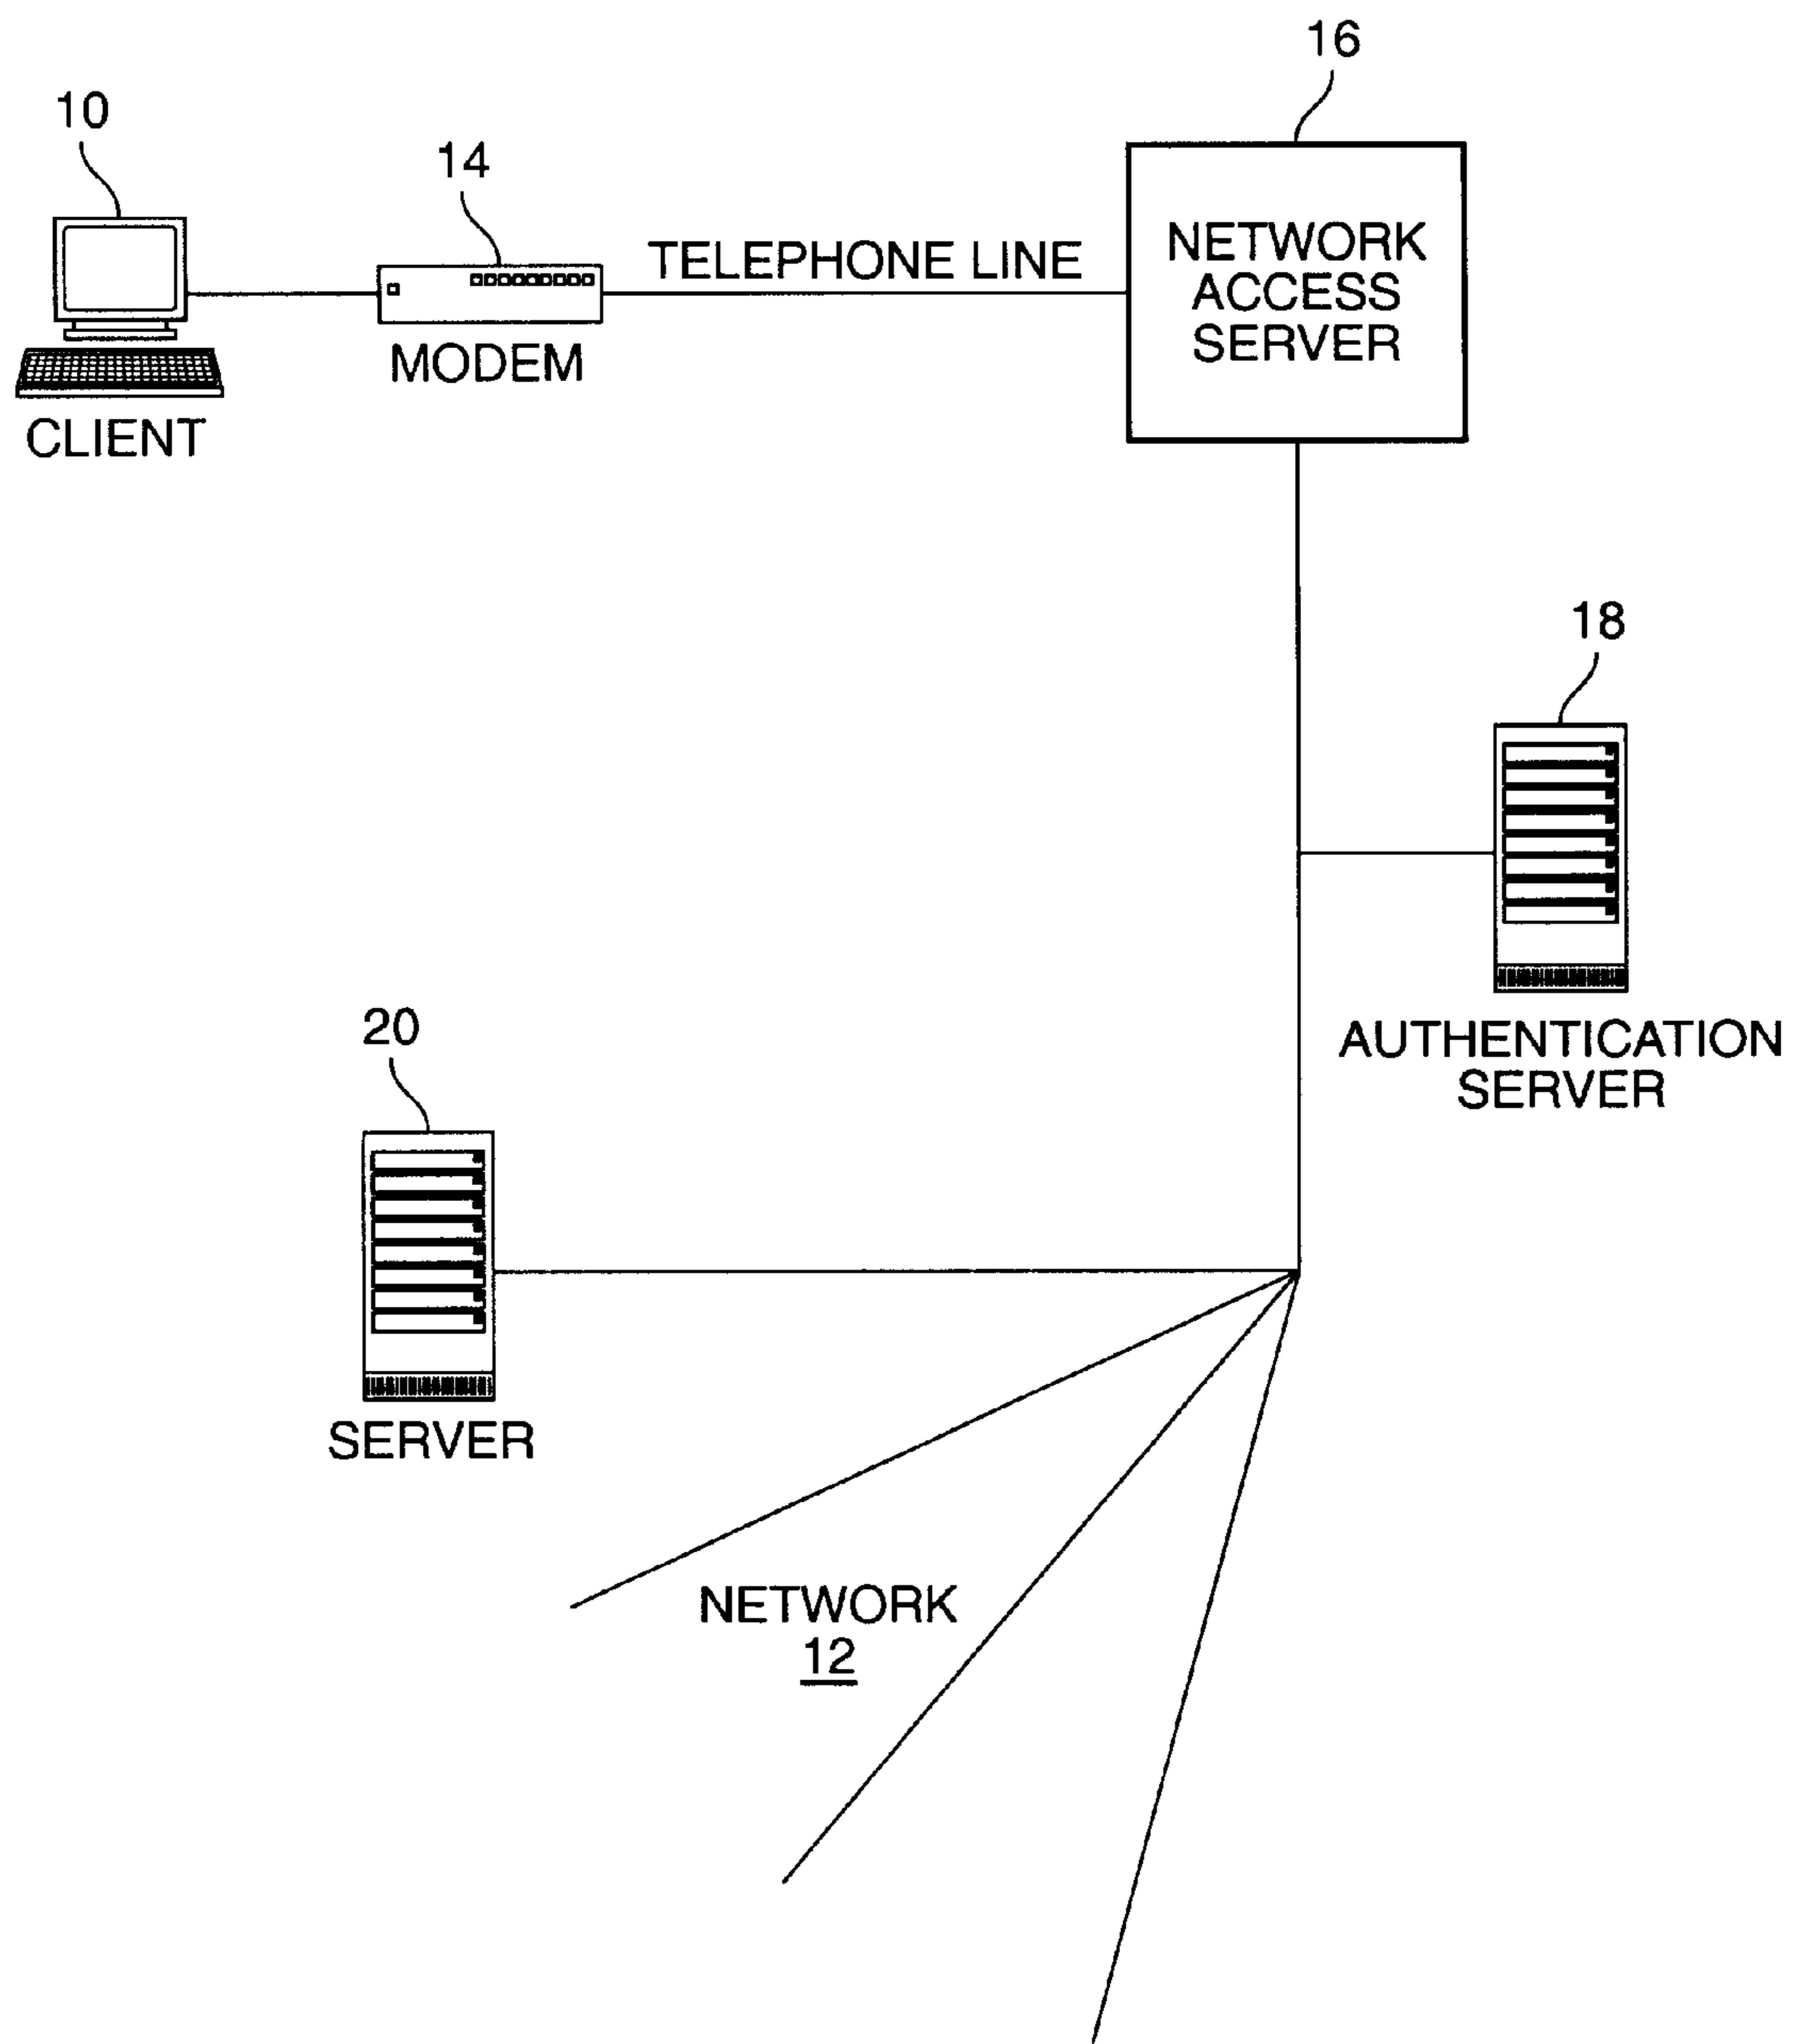 16
10
14
TELEPHONE LINE
NETWORK
ACCESS
SERVER
MODEM
CLIENT
18
AUTHENTICATION
SERVER
20
SERVER
NETWORK
12